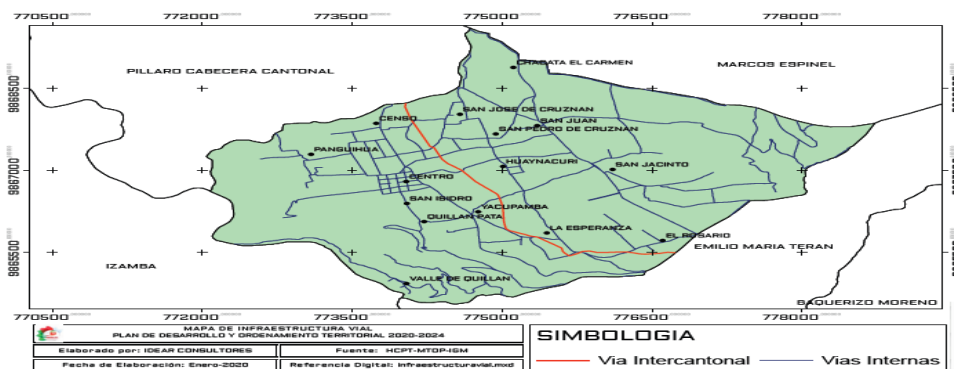 770500 772000 773500 775000 776500 778000
CHAGATA EL CARMEN
PILLARO CABECERA CANTONAL
MARCOS ESPINEL
9868500
SAN JOSE DE CRUZNAN
CENSO
SAN JUAN
SAN PEDRO DE CRUZNAN
PANGUIHUA
HUAYNACURI
SAN JACINTO
9867000
CENTRO
SAN ISIDRO
YACUPAMBA
QUILLAN PATA
LA ESPERANZA
EL ROSARIO
EMILIO MARIA TERAN
9865500
IZAMBA
VALLE DE QUILLAN
BAQUERIZO MORENO
770500 772000 773500 775000 776500 778000
MAPA DE INFRAESTRUCTURA VIAL
PLAN DE DESARROLLO Y ORDENAMIENTO TERRITORIAL 2020-2024
Elaborado por: IDEAR CONSULTORES
Fuente: HCPT-MTOP-IGM
Fecha de Elaboración: Enero-2020
Referencia Digital: Infraestructuravial.mxd
SIMBOLOGIA
Via Intercantonal
Vias Internas